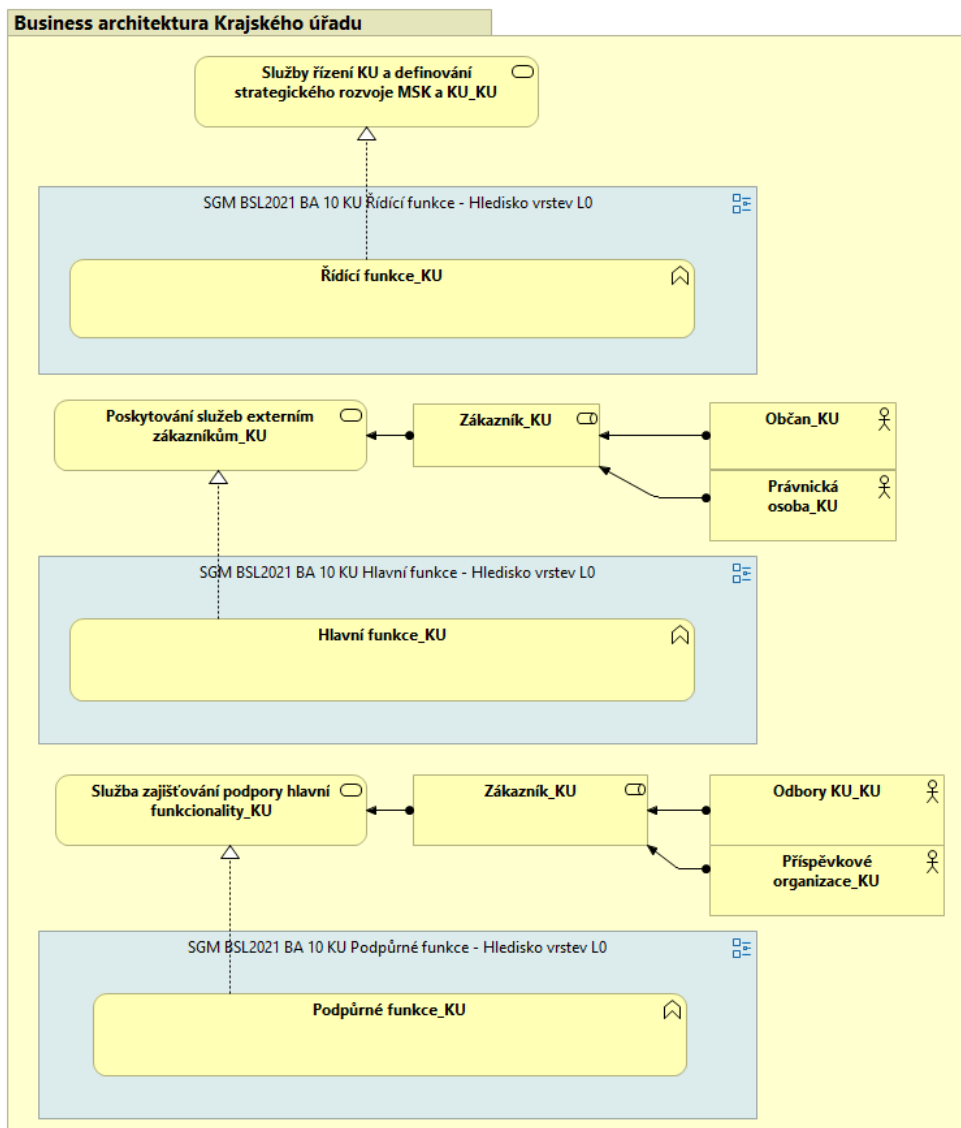 Business architektura Krajského úřadu
Služby řízení KU a definování
strategického rozvoje MSK a KU_KU
SGM BSL2021 BA 10 KU Řídící funkce - Hledisko vrstev L0
Řídící funkce_KU
Poskytování služeb externím
zákazníkům_KU
Zákazník_KU
Občan_KU
Právnická
osoba_KU
SGM BSL2021 BA 10 KU Hlavní funkce - Hledisko vrstev L0
Hlavní funkce_KU
Služba zajišťování podpory hlavní
funkcionality_KU
Zákazník_KU
Odbory KU_KU
Příspěvkové
organizace_KU
SGM BSL2021 BA 10 KU Podpůrné funkce - Hledisko vrstev L0
Podpůrné funkce_KU